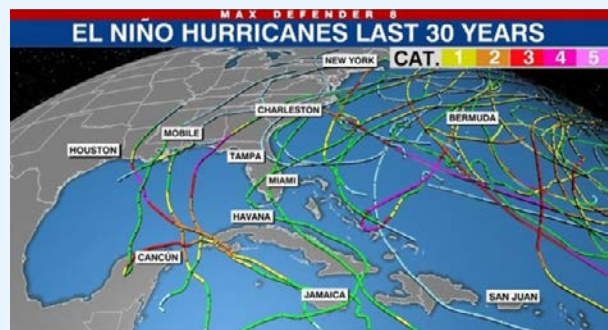 MAX DEFENDER 8
EL NIÑO HURRICANES LAST 30 YEARS
CAT. 1 2 3 4 5
NEW YORK
CHARLESTON
BERMUDA
MOBILE
HOUSTON
TAMPA
MIAMI
HAVANA
CANCÚN
JAMAICA
SAN JUAN